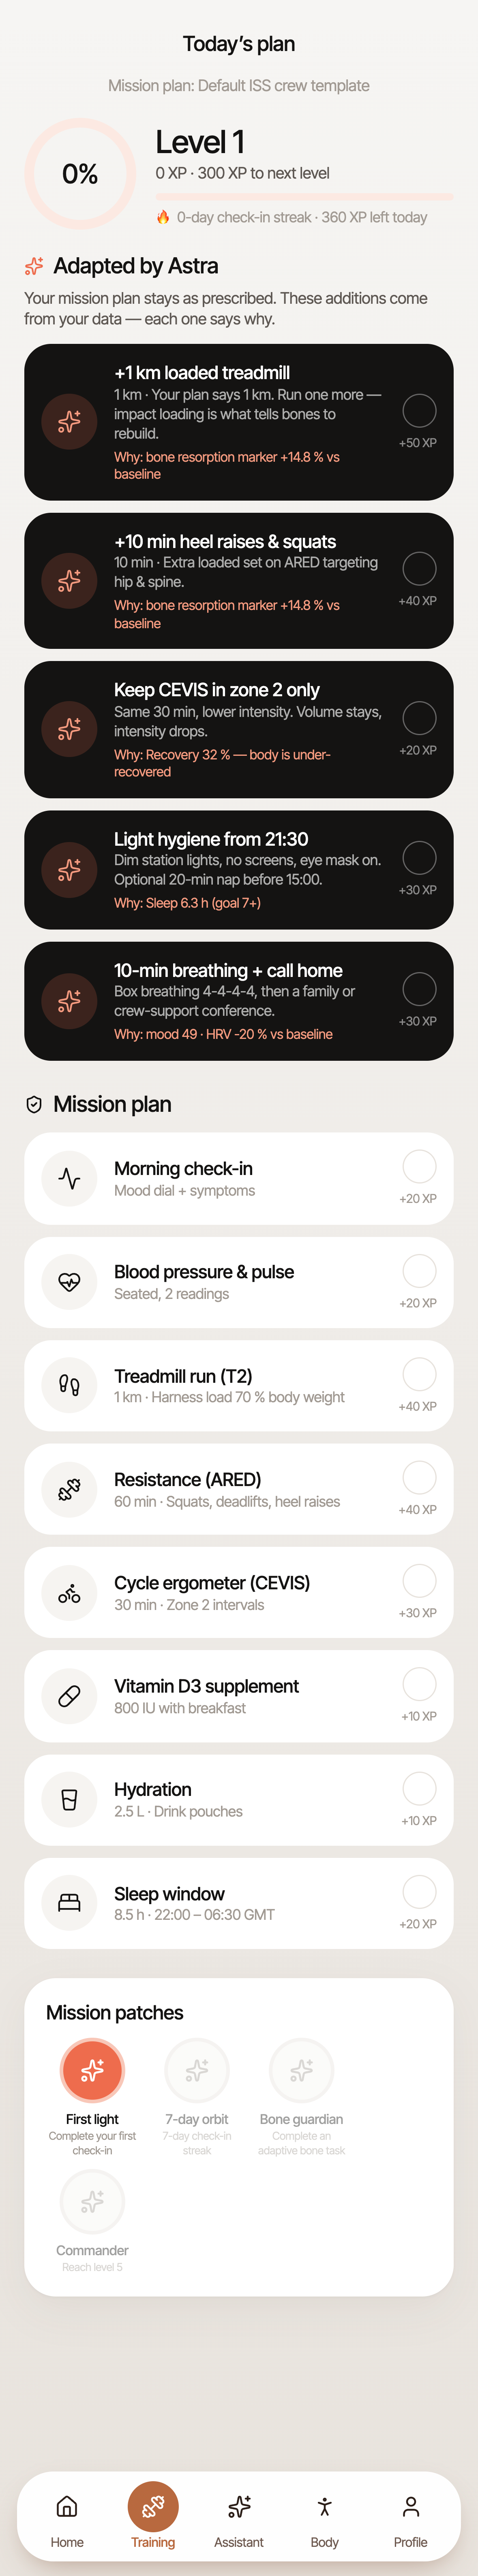 Today's plan
Mission plan: Default ISS crew template
0%
Level 1
0 XP · 300 XP to next level
🔥 0-day check-in streak · 360 XP left today
Adapted by Astra
Your mission plan stays as prescribed. These additions come
from your data — each one says why.
+1 km loaded treadmill
1 km · Your plan says 1 km. Run one more —
impact loading is what tells bones to
rebuild.
Why: bone resorption marker +14.8 % vs
baseline
+50 XP
+10 min heel raises & squats
10 min · Extra loaded set on ARED targeting
hip & spine.
Why: bone resorption marker +14.8 % vs
baseline
+40 XP
Keep CEVIS in zone 2 only
Same 30 min, lower intensity. Volume stays,
intensity drops.
Why: Recovery 32 % — body is under-
recovered
+20 XP
Light hygiene from 21:30
Dim station lights, no screens, eye mask on.
Optional 20-min nap before 15:00.
Why: Sleep 6.3 h (goal 7+)
+30 XP
10-min breathing + call home
Box breathing 4-4-4-4, then a family or
crew-support conference.
Why: mood 49 · HRV -20 % vs baseline
+30 XP
Mission plan
Morning check-in
Mood dial + symptoms
+20 XP
Blood pressure & pulse
Seated, 2 readings
+20 XP
Treadmill run (T2)
1 km · Harness load 70 % body weight
+40 XP
Resistance (ARED)
60 min · Squats, deadlifts, heel raises
+40 XP
Cycle ergometer (CEVIS)
30 min · Zone 2 intervals
+30 XP
Vitamin D3 supplement
800 IU with breakfast
+10 XP
Hydration
2.5 L · Drink pouches
+10 XP
Sleep window
8.5 h · 22:00 – 06:30 GMT
+20 XP
Mission patches
First light
Complete your first
check-in
7-day orbit
7-day check-in
streak
Bone guardian
Complete an
adaptive bone task
Commander
Reach level 5
Home
Training
Assistant
Body
Profile